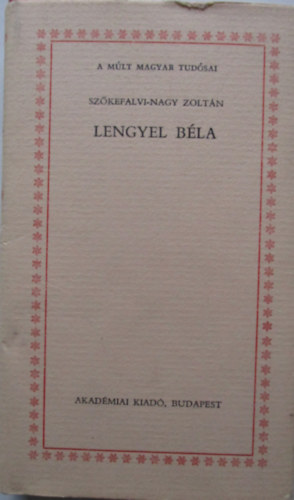 A MÚLT MAGYAR TUDÓSAI
SZŐKEFALVI-NAGY ZOLTÁN
LENGYEL BÉLA
AKADÉMIAI KIADÓ, BUDAPEST